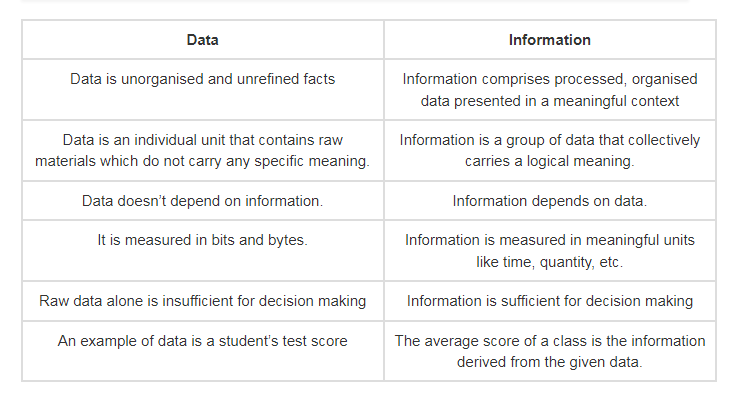 Data
Information
Data is unorganised and unrefined facts
Information comprises processed, organised
data presented in a meaningful context
Data is an individual unit that contains raw
materials which do not carry any specific meaning.
Information is a group of data that collectively
carries a logical meaning.
Data doesn’t depend on information.
Information depends on data.
It is measured in bits and bytes.
Information is measured in meaningful units
like time, quantity, etc.
Raw data alone is insufficient for decision making
Information is sufficient for decision making
An example of data is a student’s test score
The average score of a class is the information
derived from the given data.